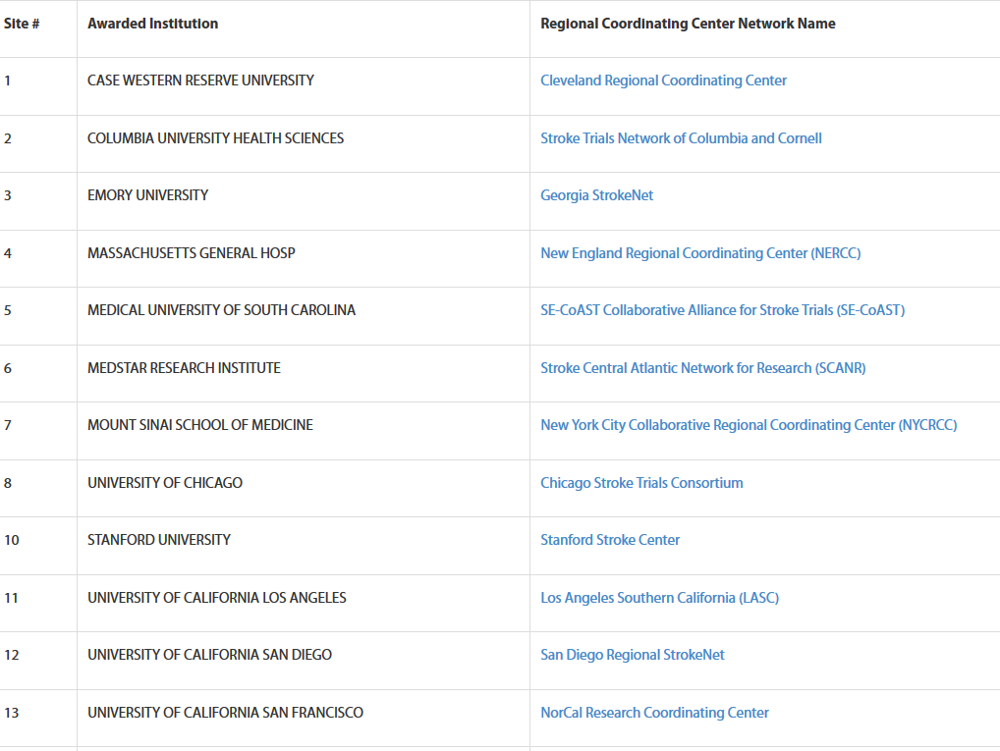 Site # Awarded Institution Regional Coordinating Center Network Name
1 CASE WESTERN RESERVE UNIVERSITY Cleveland Regional Coordinating Center
2 COLUMBIA UNIVERSITY HEALTH SCIENCES Stroke Trials Network of Columbia and Cornell
3 EMORY UNIVERSITY Georgia StrokeNet
4 MASSACHUSETTS GENERAL HOSP New England Regional Coordinating Center (NERCC)
5 MEDICAL UNIVERSITY OF SOUTH CAROLINA SE-CoAST Collaborative Alliance for Stroke Trials (SE-CoAST)
6 MEDSTAR RESEARCH INSTITUTE Stroke Central Atlantic Network for Research (SCANR)
7 MOUNT SINAI SCHOOL OF MEDICINE New York City Collaborative Regional Coordinating Center (NYCRCC)
8 UNIVERSITY OF CHICAGO Chicago Stroke Trials Consortium
10 STANFORD UNIVERSITY Stanford Stroke Center
11 UNIVERSITY OF CALIFORNIA LOS ANGELES Los Angeles Southern California (LASC)
12 UNIVERSITY OF CALIFORNIA SAN DIEGO San Diego Regional StrokeNet
13 UNIVERSITY OF CALIFORNIA SAN FRANCISCO NorCal Research Coordinating Center